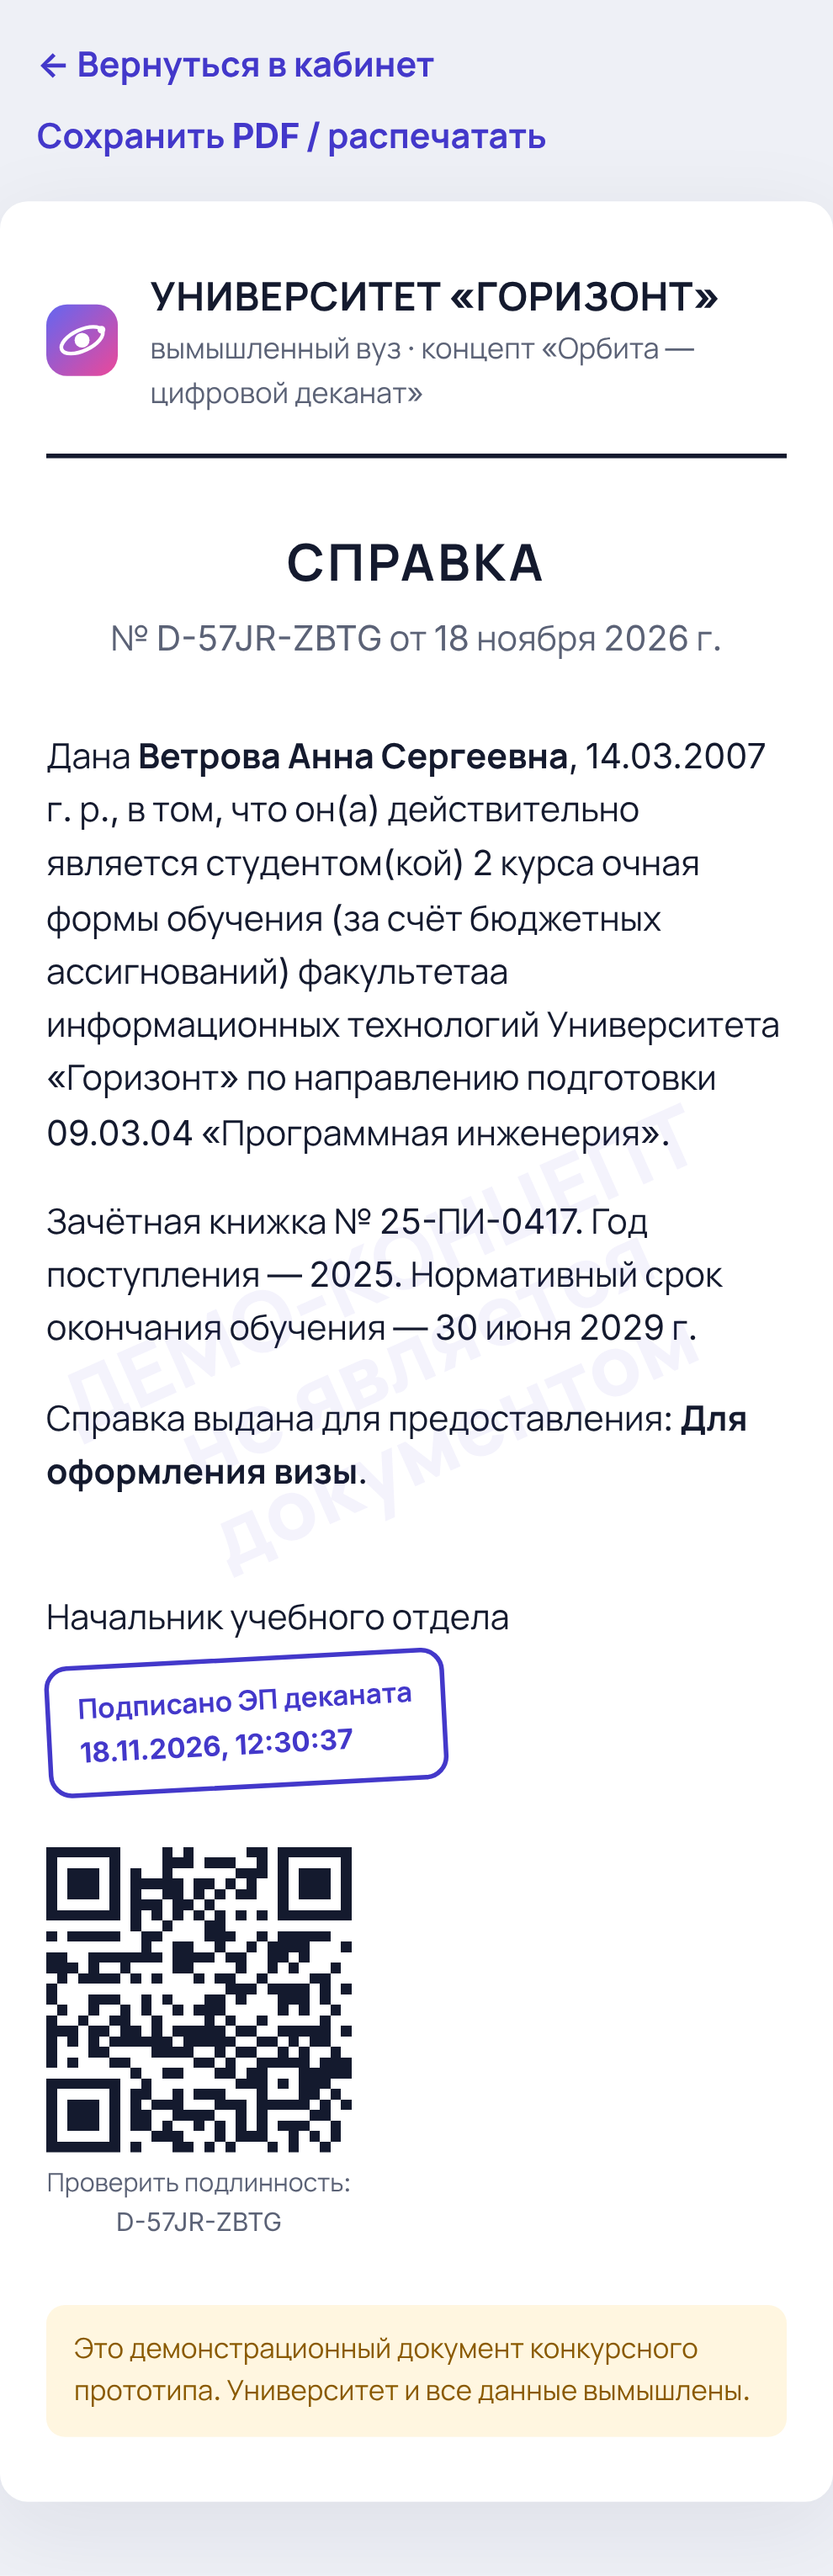 ← Вернуться в кабинет
Сохранить PDF / распечатать
УНИВЕРСИТЕТ «ГОРИЗОНТ»
вымышленный вуз · концепт «Орбита —
цифровой деканат»
СПРАВКА
№ D-57JR-ZBTG от 18 ноября 2026 г.
Дана Ветрова Анна Сергеевна, 14.03.2007
г. р., в том, что он(а) действительно
является студентом(кой) 2 курса очная
формы обучения (за счёт бюджетных
ассигнований) факультетаа
информационных технологий Университета
«Горизонт» по направлению подготовки
09.03.04 «Программная инженерия».
Зачётная книжка № 25-ПИ-0417. Год
поступления — 2025. Нормативный срок
окончания обучения — 30 июня 2029 г.
Справка выдана для предоставления: Для
оформления визы.
ДЕМО-КОНЦЕПТ
не является
документом
Начальник учебного отдела
Подписано ЭП деканата
18.11.2026, 12:30:37
Проверить подлинность:
D-57JR-ZBTG
Это демонстрационный документ конкурсного
прототипа. Университет и все данные вымышлены.